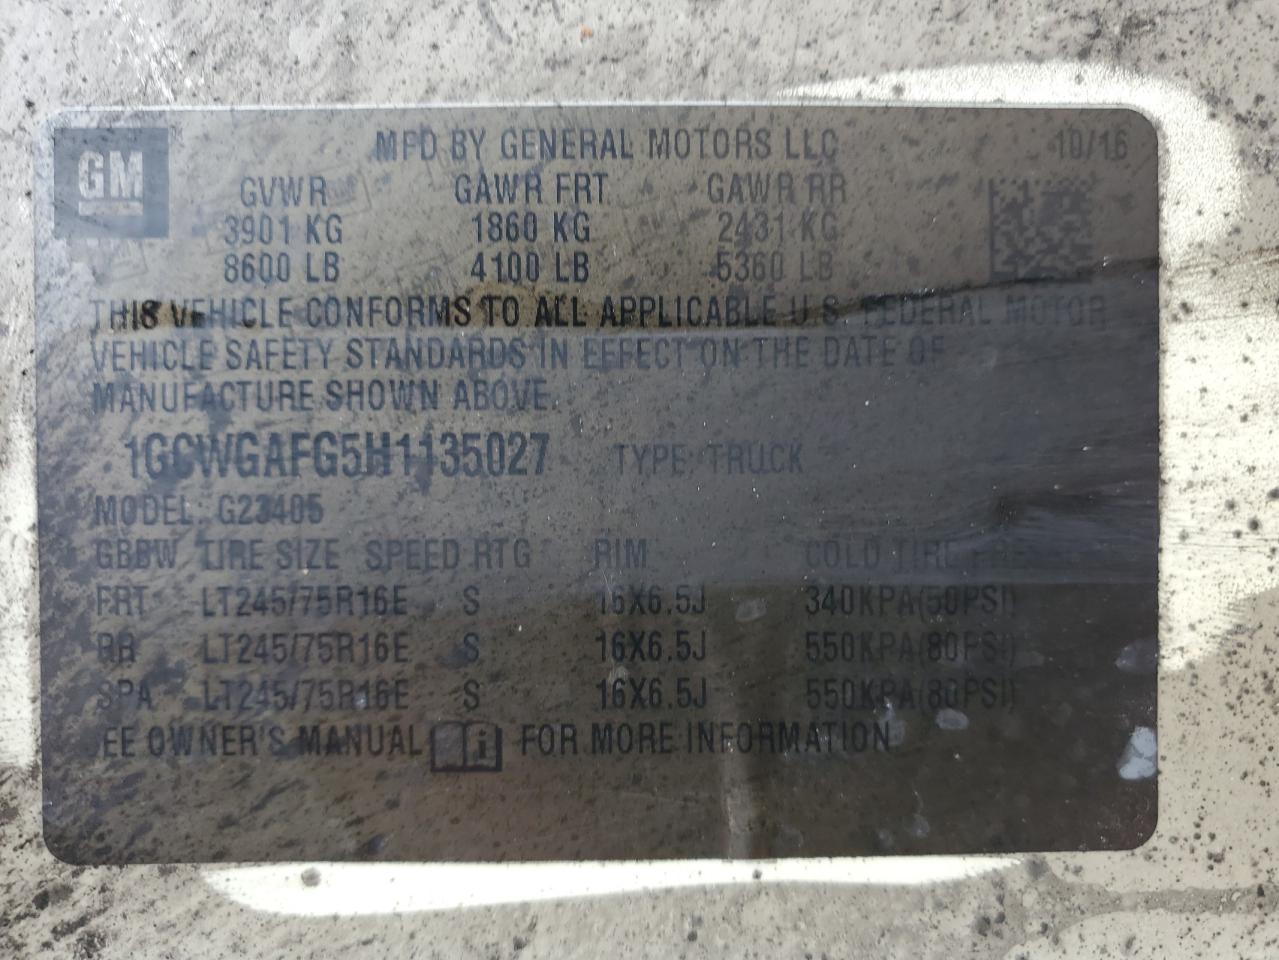 GM
MFD BY GENERAL MOTORS LLC 10/16
GVWR GAWR FRT GAWR RR
3901 KG 1860 KG 2431 KG
8600 LB 4100 LB 5360 LB
THIS VEHICLE CONFORMS TO ALL APPLICABLE U.S. FEDERAL MOTOR
VEHICLE SAFETY STANDARDS IN EFFECT ON THE DATE OF
MANUFACTURE SHOWN ABOVE.
1GCWGAFG5H1135027 TYPE: TRUCK
MODEL: G23405
TIRE SIZE SPEED RTG RIM COLD TIRE
FRT LT245/75R16E S 16X6.5J 340KPA(50PSI)
RR LT245/75R16E S 16X6.5J 550KPA(80PSI)
SPA LT245/75R16E S 16X6.5J 550KPA(80PSI)
EE OWNER'S MANUAL FOR MORE INFORMATION